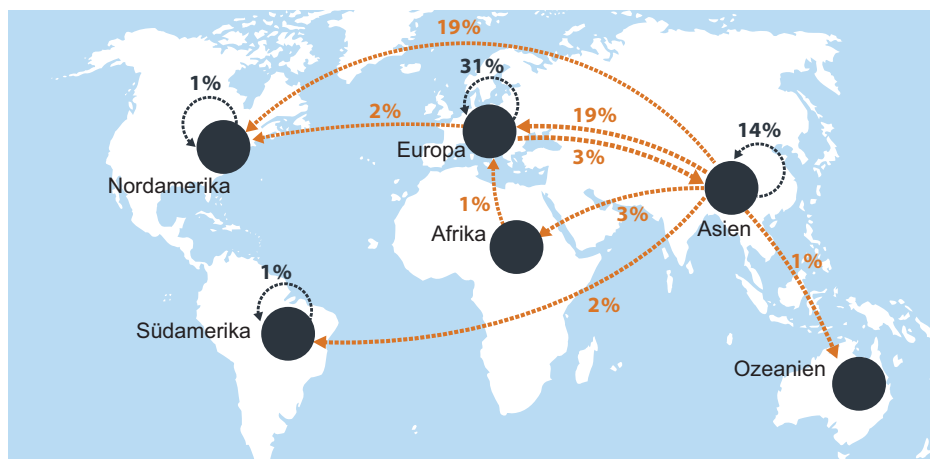 19%
1%
31%
2%
19%
14%
Europa
3%
Nordamerika
1%
3%
Afrika
Asien
1%
1%
2%
Südamerika
Ozeanien